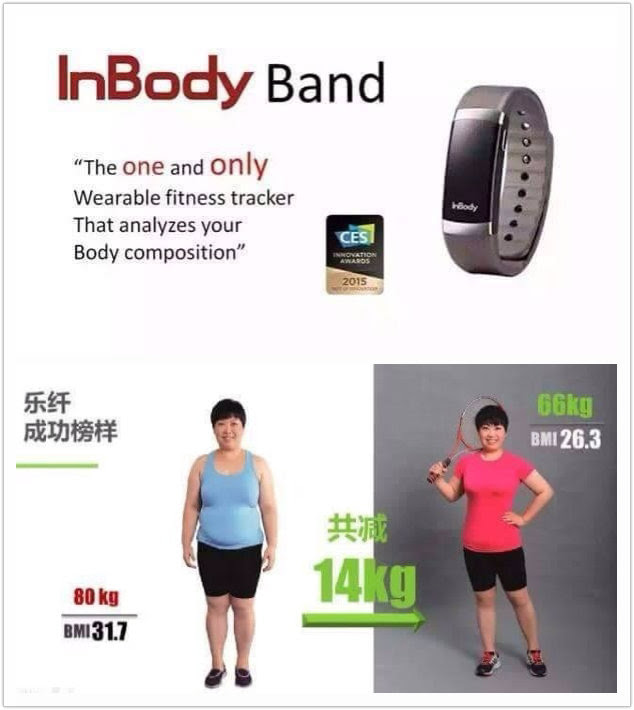 InBody Band
"The one and only
Wearable fitness tracker
That analyzes your
Body composition"
CES
INNOVATION
AWARDS
2015
InBody
乐纤
成功榜样
66kg
BMI 26.3
共减
14kg
80 kg
BMI 31.7